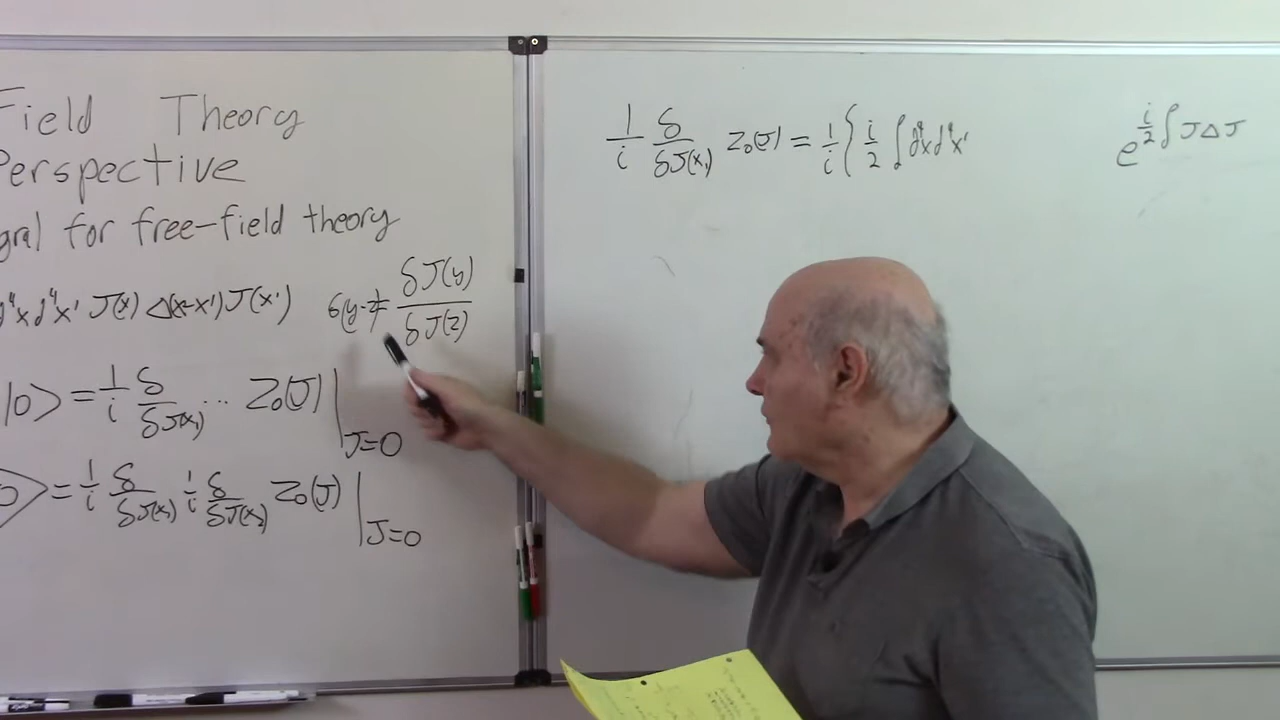 Field Theory
Perspective
gral for free-field theory
d⁴x d⁴x' J(x) Δ(x-x') J(x') δ(y-z) = δJ(y) / δJ(z)
|0> = 1/i δ/δJ(x₁) ... Z₀(J) | J=0
0> = 1/i δ/δJ(x₁) 1/i δ/δJ(x₂) Z₀(J) | J=0
1/i δ/δJ(x₁) Z₀(J) = 1/i { i/2 ∫ d⁴x d⁴x' e^{i/2 ∫ J Δ J}